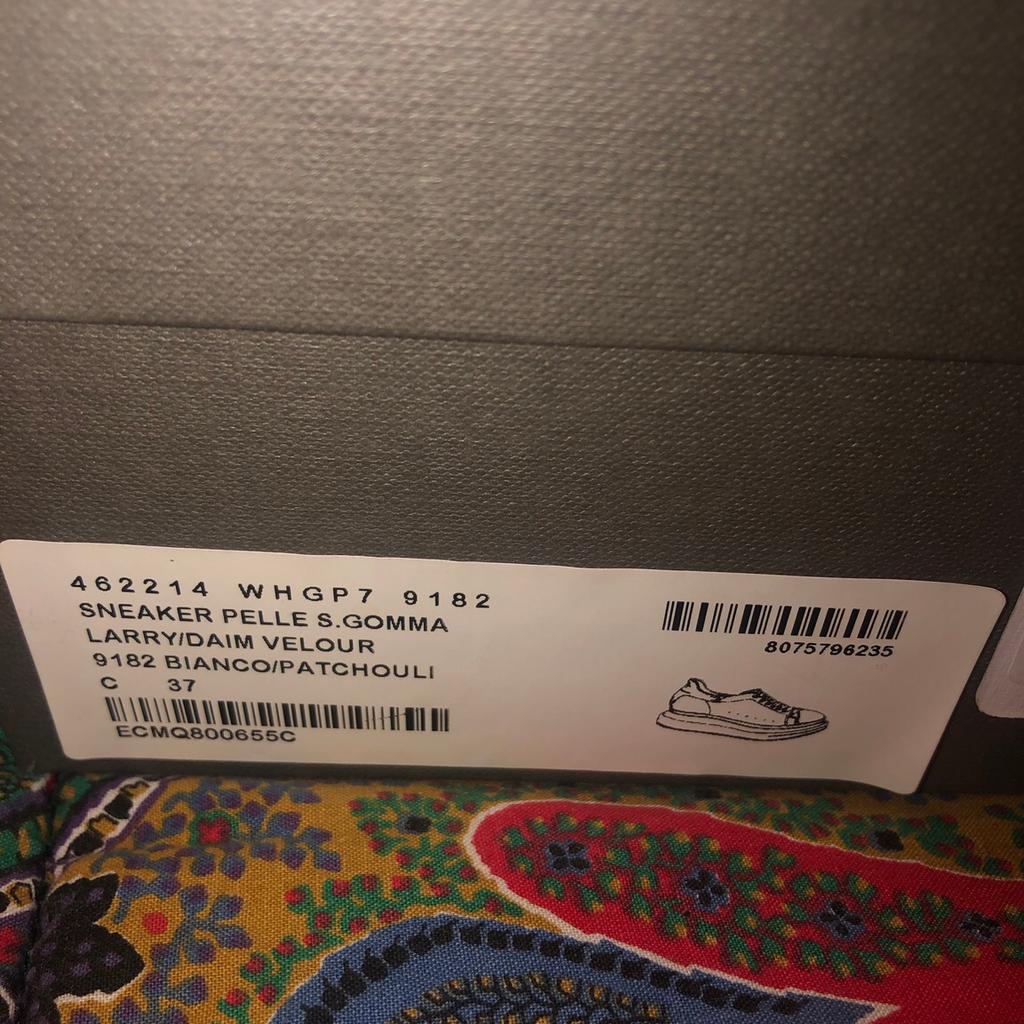 462214 WHGP7 9182
SNEAKER PELLE S.GOMMA
LARRY/DAIM VELOUR
9182 BIANCO/PATCHOULI
C 37
ECMQ800655C
8075796235